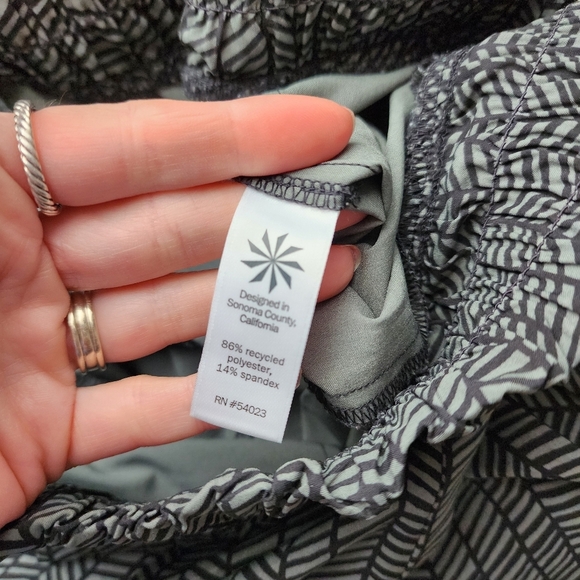 Designed in
Sonoma County,
California
86% recycled
polyester,
14% spandex
RN #54023